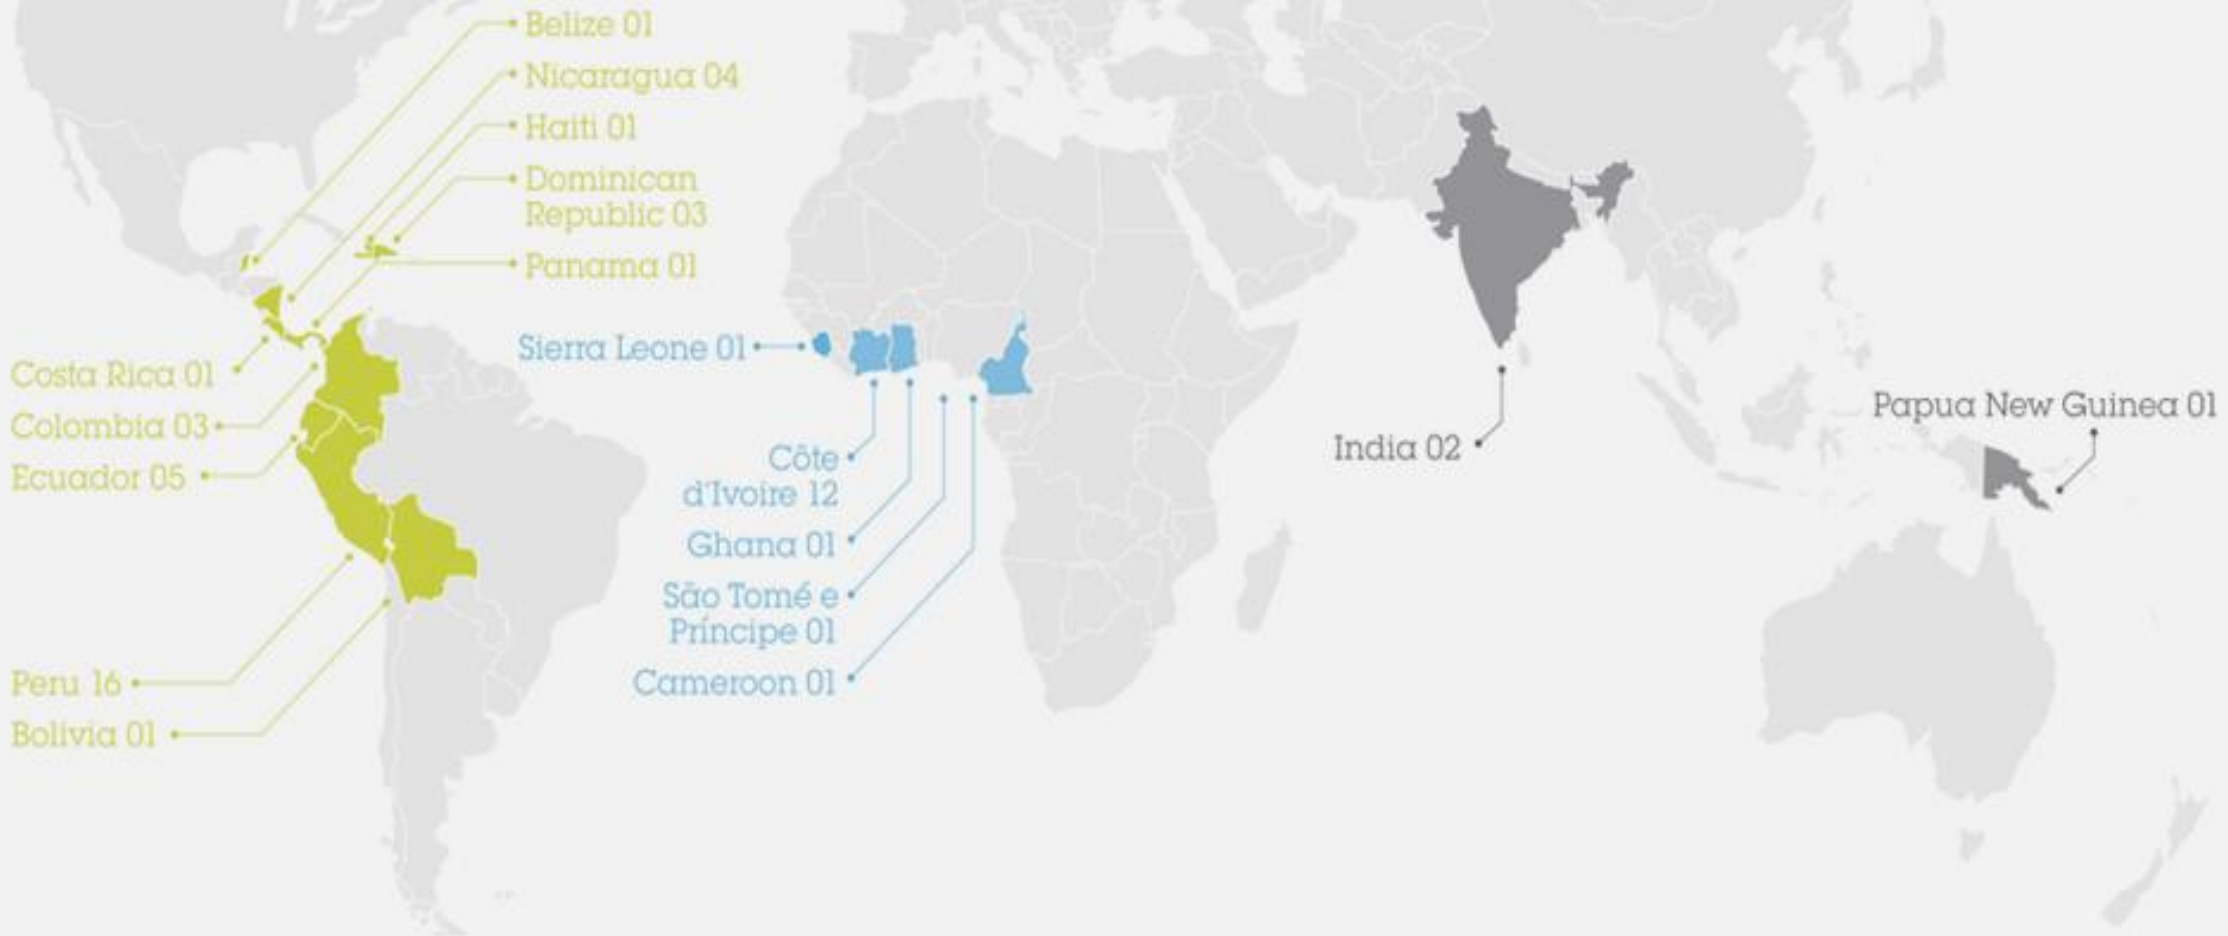 Belize 01
Nicaragua 04
Haiti 01
Dominican
Republic 03
Panama 01
Costa Rica 01
Colombia 03
Ecuador 05
Peru 16
Bolivia 01
Sierra Leone 01
Côte
d'Ivoire 12
Ghana 01
São Tomé e
Príncipe 01
Cameroon 01
India 02
Papua New Guinea 01